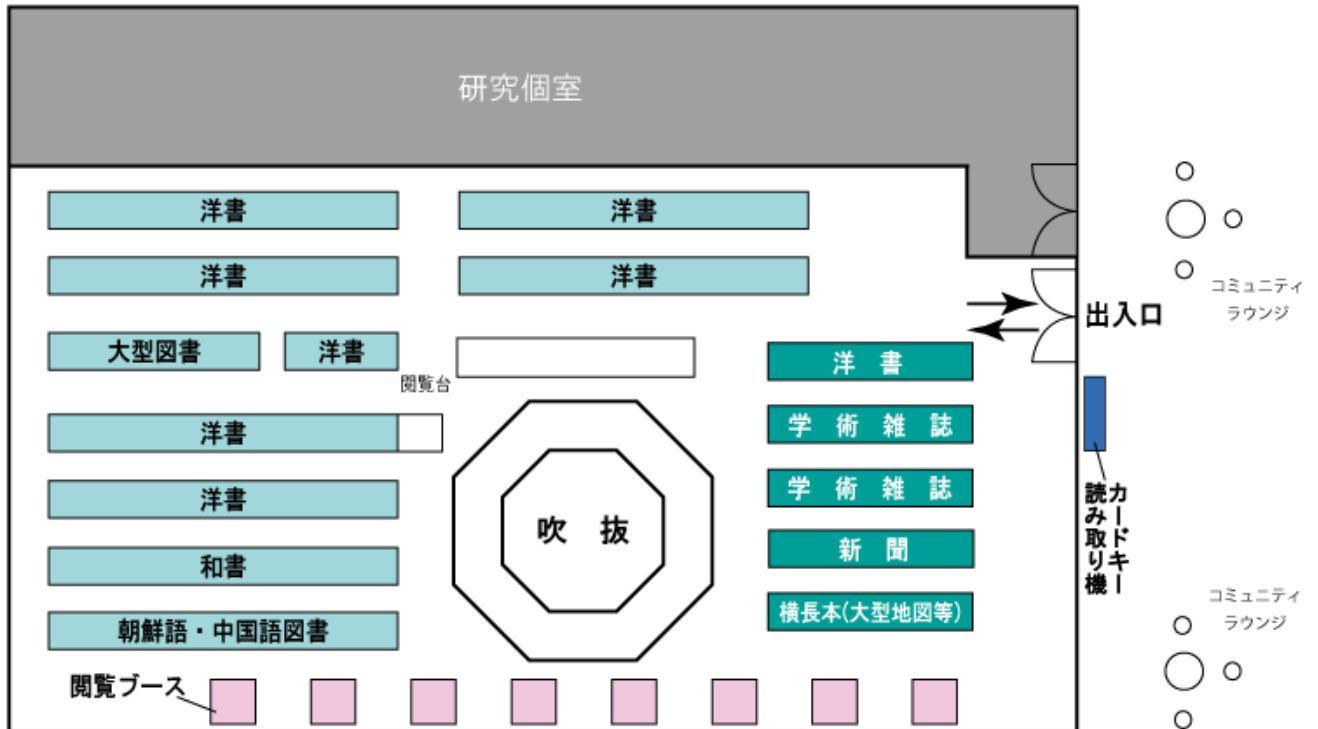 研究個室
洋書
洋書
洋書
洋書
コミュニティ
ラウンジ
出入口
大型図書
洋書
洋 書
閲覧台
学 術 雑 誌
洋書
学 術 雑 誌
洋書
カードキー
読み取り機
吹 抜
新 聞
和書
横長本(大型地図等)
コミュニティ
ラウンジ
朝鮮語・中国語図書
閲覧ブース